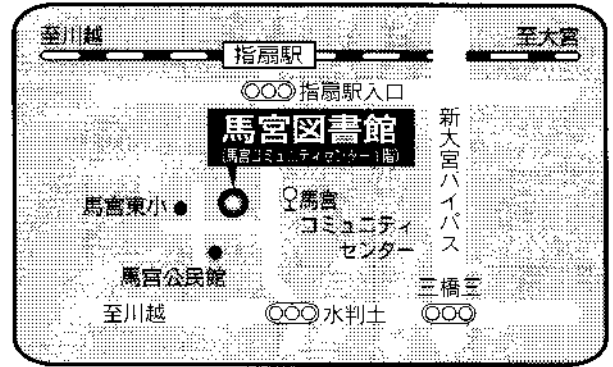 至川越
指扇駅
至大宮
指扇駅入口
馬宮図書館
(馬宮コミュニティセンター1階)
新大宮バイパス
馬宮東小
馬宮
コミュニティ
センター
馬宮公民館
三橋三
至川越
水判土